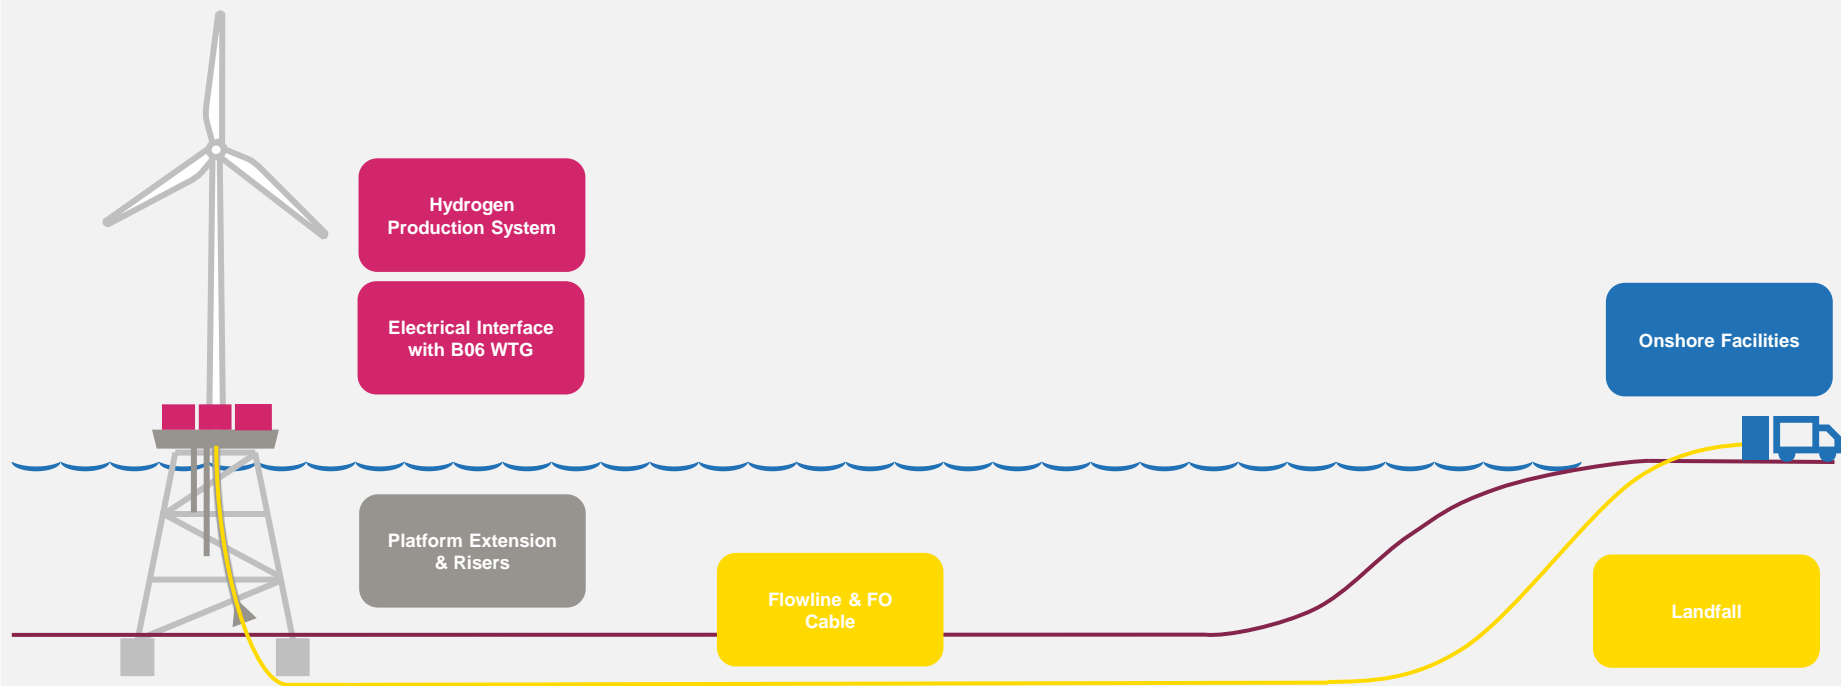 Hydrogen
Production System
Electrical Interface
with B06 WTG
Onshore Facilities
Platform Extension
& Risers
Flowline & FO
Cable
Landfall